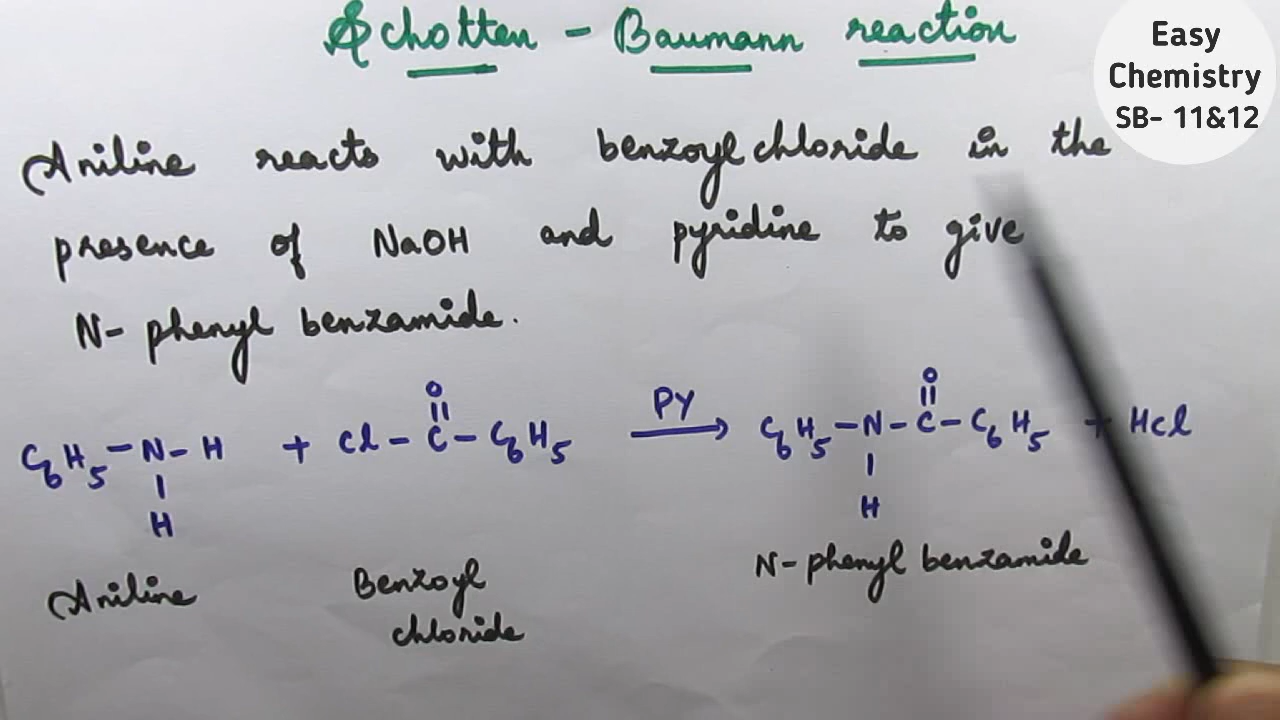 Schotten - Baumann reaction
Easy
Chemistry
SB- 11&12
Aniline reacts with benzoyl chloride in the
presence of NaOH and pyridine to give
N- phenyl benzamide.
C6H5 - N - H + Cl - C - C6H5 PY → C6H5 - N - C - C6H5 + HCl
O
||
O
||
|
H
|
H
Aniline
Benzoyl
chloride
N- phenyl benzamide